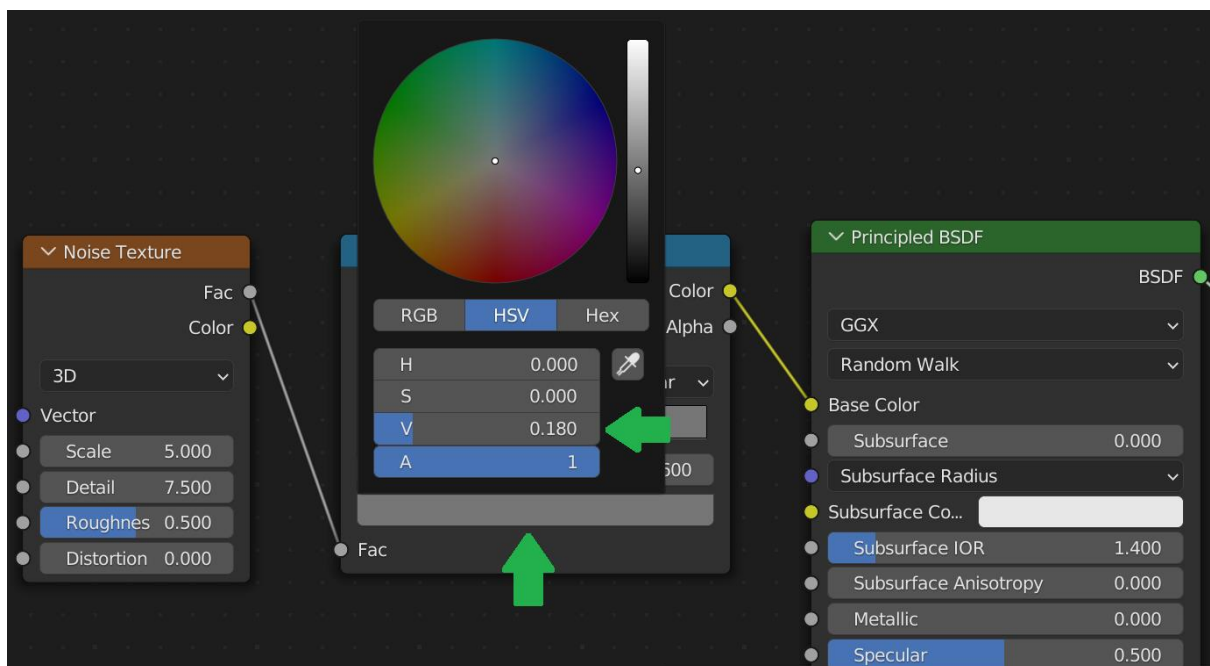 Noise Texture
Fac
Color
3D
Vector
Scale 5.000
Detail 7.500
Roughnes 0.500
Distortion 0.000
RGB HSV Hex
H 0.000
S 0.000
V 0.180
A 1
Color
Alpha
ar
500
Fac
Principled BSDF
BSDF
GGX
Random Walk
Base Color
Subsurface 0.000
Subsurface Radius
Subsurface Co...
Subsurface IOR 1.400
Subsurface Anisotropy 0.000
Metallic 0.000
Specular 0.500